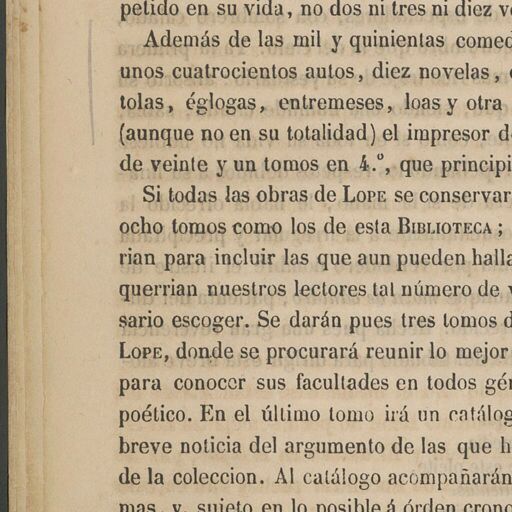 petido en su vida, no dos ni tres ni diez v
Además de las mil y quinientas comed
unos cuatrocientos autos, diez novelas,
tolas, églogas, entremeses, loas y otra
(aunque no en su totalidad) el impresor d
de veinte y un tomos en 4.º, que principi
Si todas las obras de LOPE se conservar
ocho tomos como los de esta BIBLIOTECA;
rian para incluir las que aun pueden halla
querrian nuestros lectores tal número de v
sario escoger. Se darán pues tres tomos d
LOPE, donde se procurará reunir lo mejor
para conocer sus facultades en todos gé
poético. En el último tomo irá un catálog
breve noticia del argumento de las que h
de la coleccion. Al catálogo acompañarán
mas, y, sujeto en lo posible á órden crono